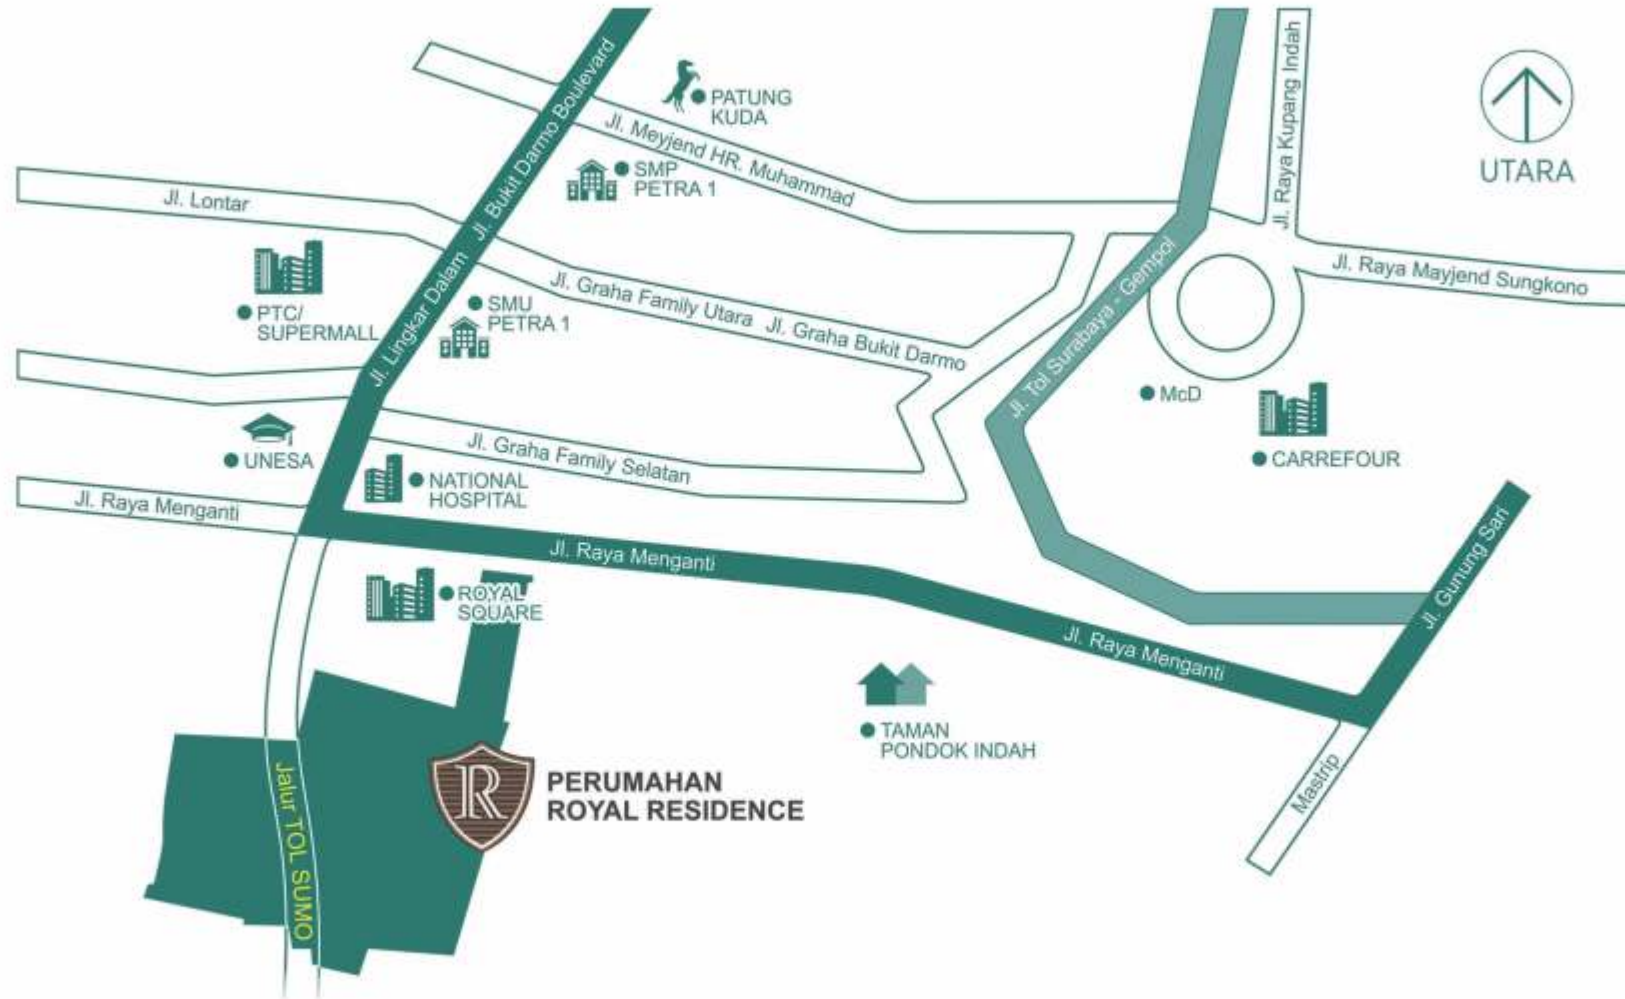 Jl. Bukit Darmo Boulevard
PATUNG
KUDA
Jl. Meyjend HR. Muhammad
Jl. Raya Kupang Indah
UTARA
SMP
PETRA 1
Jl. Lontar
Jl. Raya Mayjend Sungkono
Jl. Tol Surabaya - Gempol
Jl. Graha Family Utara
Jl. Graha Bukit Darmo
Jl. Lingkar Dalam
PTC/
SUPERMALL
SMU
PETRA 1
McD
CARREFOUR
UNESA
Jl. Graha Family Selatan
NATIONAL
HOSPITAL
Jl. Raya Menganti
Jl. Raya Menganti
Jl. Gunung Sari
ROYAL
SQUARE
Jl. Raya Menganti
TAMAN
PONDOK INDAH
Mastrip
Jalur TOL SUMO
R
PERUMAHAN
ROYAL RESIDENCE